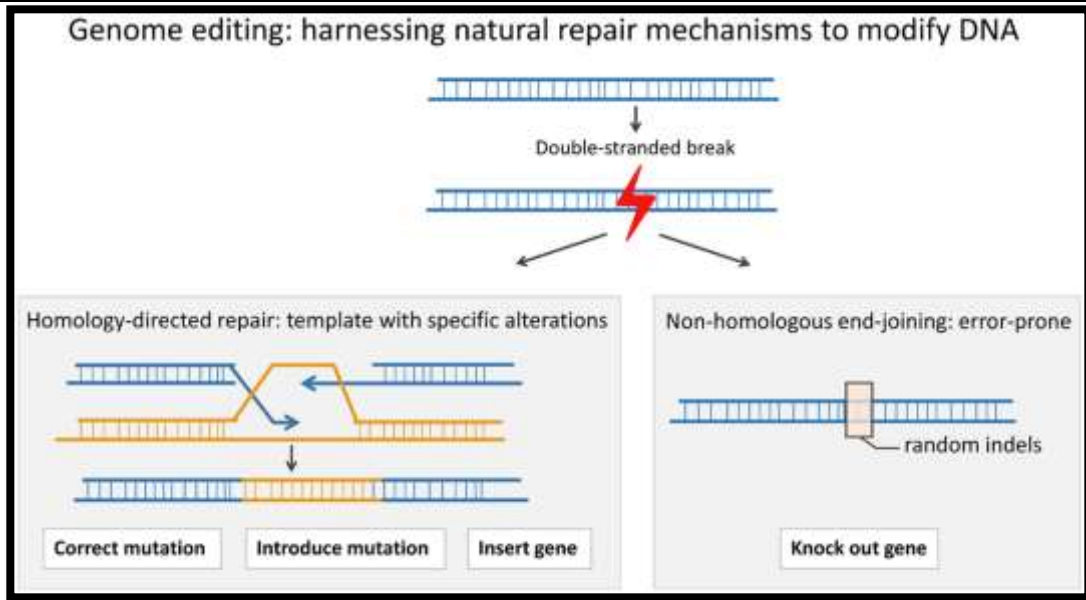 Genome editing: harnessing natural repair mechanisms to modify DNA
Double-stranded break
Homology-directed repair: template with specific alterations
Correct mutation
Introduce mutation
Insert gene
Non-homologous end-joining: error-prone
random indels
Knock out gene